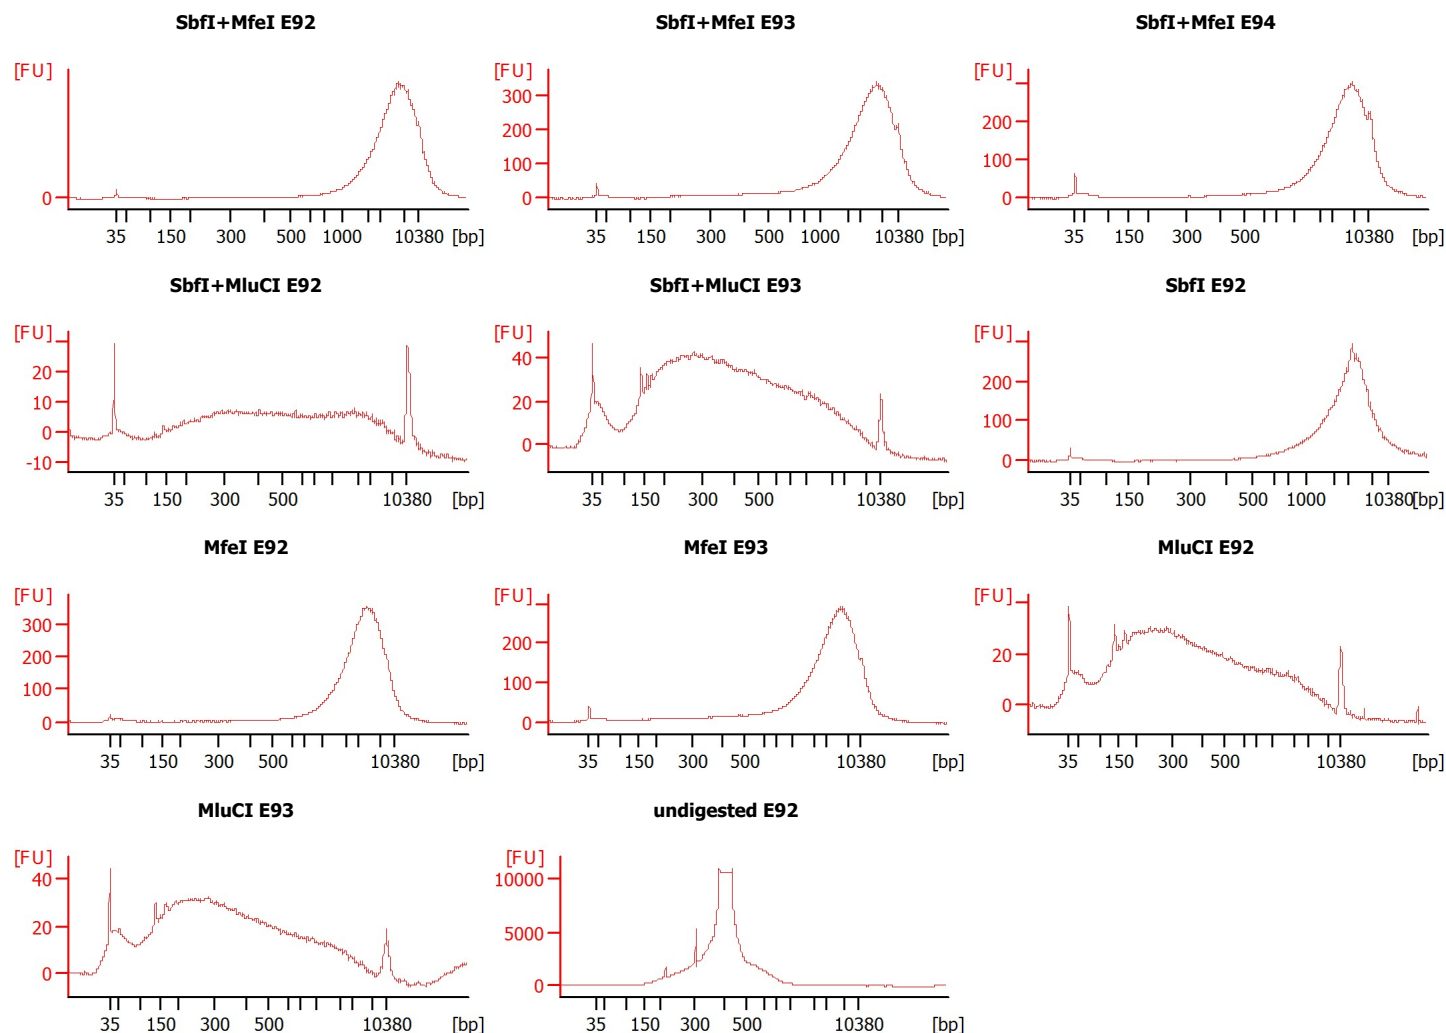 SbfI+MfeI E92
SbfI+MfeI E93
SbfI+MfeI E94
[FU]
0
35 150 300 500 1000 10380 [bp]
[FU]
300
200
100
0
35 150 300 500 1000 10380 [bp]
[FU]
200
100
0
35 150 300 500 10380 [bp]
SbfI+MluCI E92
SbfI+MluCI E93
SbfI E92
[FU]
20
10
0
-10
35 150 300 500 10380 [bp]
[FU]
40
20
0
35 150 300 500 10380 [bp]
[FU]
200
100
0
35 150 300 500 1000 10380 [bp]
MfeI E92
MfeI E93
MluCI E92
[FU]
300
200
100
0
35 150 300 500 10380 [bp]
[FU]
200
100
0
35 150 300 500 10380 [bp]
[FU]
20
0
35 150 300 500 10380 [bp]
MluCI E93
undigested E92
[FU]
40
20
0
35 150 300 500 10380 [bp]
[FU]
10000
5000
0
35 150 300 500 10380 [bp]